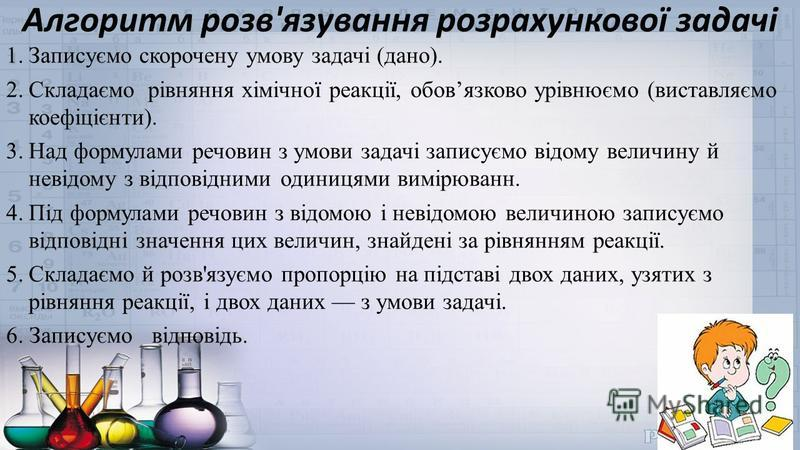 Алгоритм розв'язування розрахункової задачі
1. Записуємо скорочену умову задачі (дано).
2. Складаємо рівняння хімічної реакції, обов’язково урівнюємо (виставляємо
коефіцієнти).
3. Над формулами речовин з умови задачі записуємо відому величину й
невідому з відповідними одиницями вимірюванн.
4. Під формулами речовин з відомою і невідомою величиною записуємо
відповідні значення цих величин, знайдені за рівнянням реакції.
5. Складаємо й розв'язуємо пропорцію на підставі двох даних, узятих з
рівняння реакції, і двох даних — з умови задачі.
6. Записуємо відповідь.
MyShared